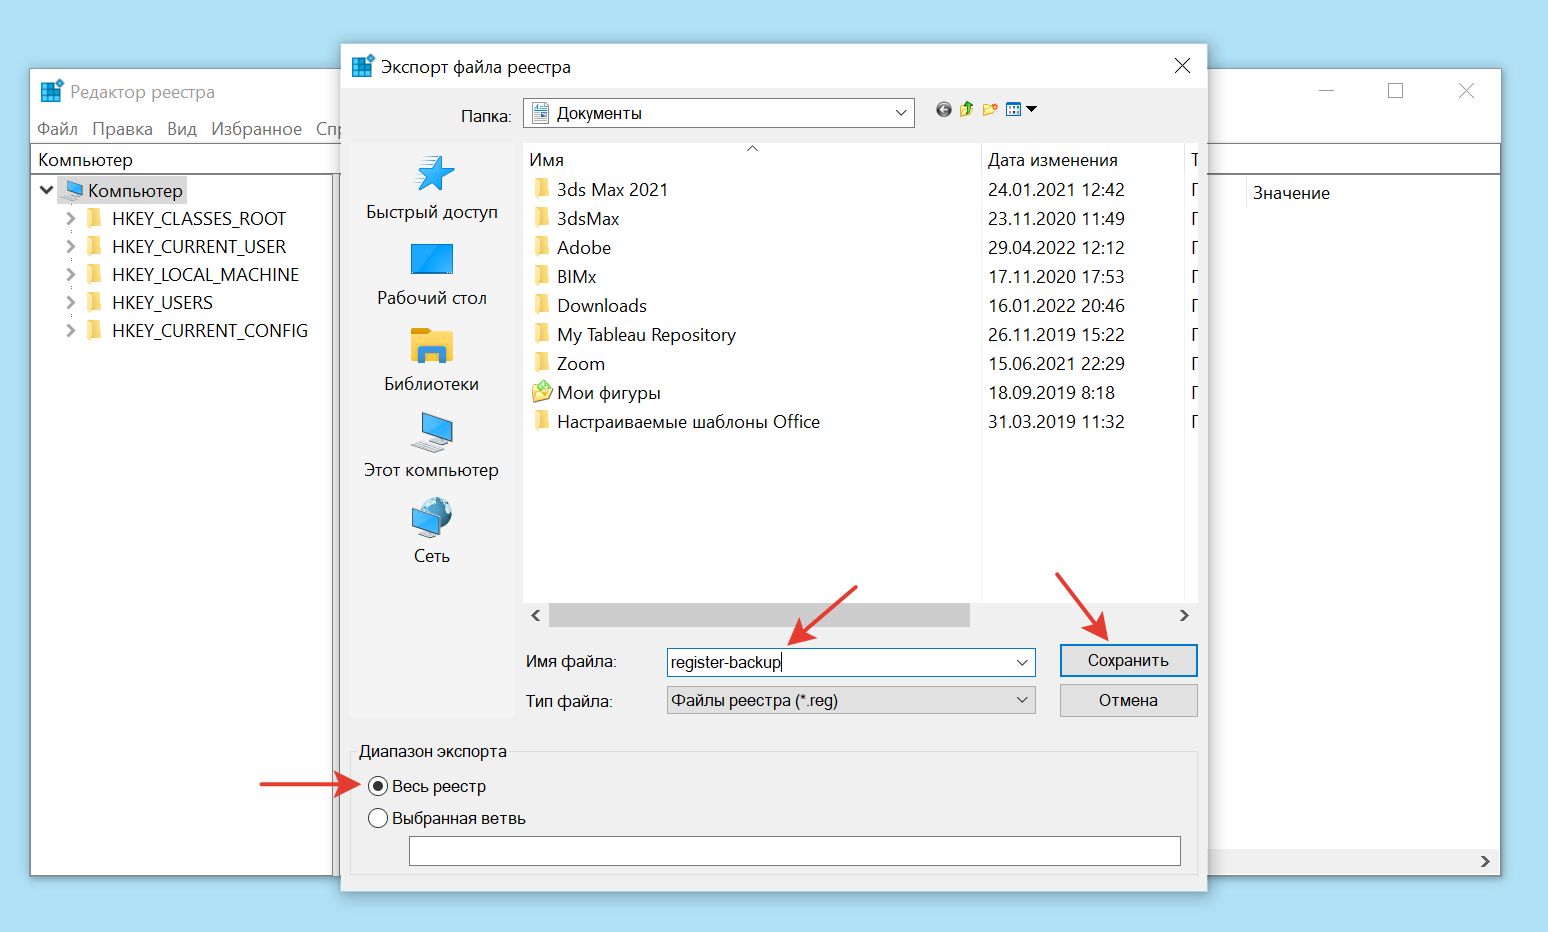 Экспорт файла реестра
Редактор реестра
Файл Правка Вид Избранное Спр
Папка: Документы
Компьютер
Имя Дата изменения Т
Компьютер
HKEY_CLASSES_ROOT
HKEY_CURRENT_USER
HKEY_LOCAL_MACHINE
HKEY_USERS
HKEY_CURRENT_CONFIG
Быстрый доступ
Рабочий стол
Библиотеки
Этот компьютер
Сеть
3ds Max 2021 24.01.2021 12:42
3dsMax 23.11.2020 11:49
Adobe 29.04.2022 12:12
BIMx 17.11.2020 17:53
Downloads 16.01.2022 20:46
My Tableau Repository 26.11.2019 15:22
Zoom 15.06.2021 22:29
Мои фигуры 18.09.2019 8:18
Настраиваемые шаблоны Office 31.03.2019 11:32
Значение
Имя файла: register-backup Сохранить
Тип файла: Файлы реестра (*.reg) Отмена
Диапазон экспорта
Весь реестр
Выбранная ветвь